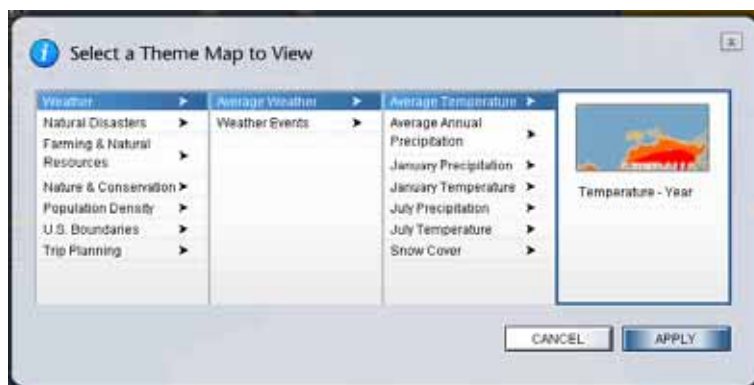 Select a Theme Map to View
Weather
Natural Disasters
Farming & Natural
Resources
Nature & Conservation
Population Density
U.S. Boundaries
Trip Planning
Average Weather
Weather Events
Average Temperature
Average Annual
Precipitation
January Precipitation
January Temperature
July Precipitation
July Temperature
Snow Cover
Temperature - Year
CANCEL
APPLY